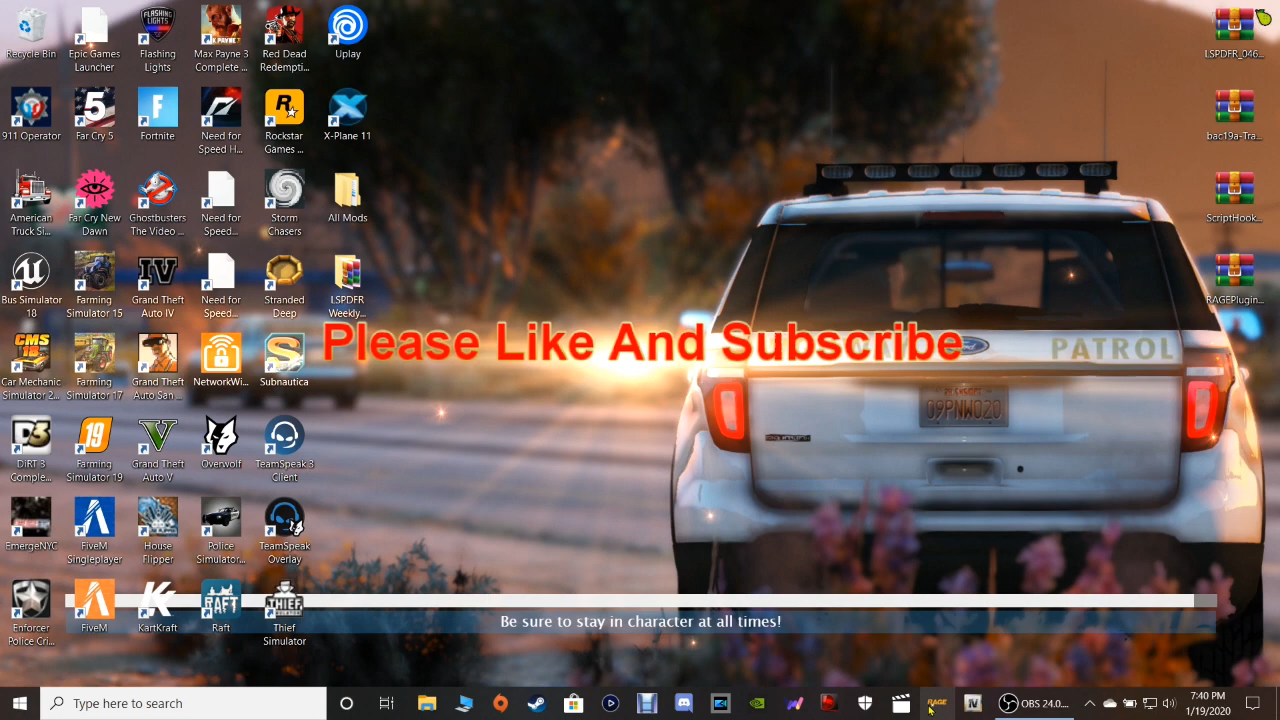 Recycle Bin
Epic Games Launcher
Flashing Lights
Max Payne 3 Complete ...
Red Dead Redempti...
Uplay
LSPDFR_046...
911 Operator
Far Cry 5
Fortnite
Need for Speed H...
Rockstar Games ...
X-Plane 11
bac19a-Tra...
American Truck Si...
Far Cry New Dawn
Ghostbusters The Video ...
Need for Speed...
Storm Chasers
All Mods
ScriptHook...
Bus Simulator 18
Farming Simulator 15
Grand Theft Auto IV
Need for Speed...
Stranded Deep
LSPDFR Weekly...
RAGEPlugin...
Please Like And Subscribe
PATROL
Car Mechanic Simulator 2...
Farming Simulator 17
Grand Theft Auto San ...
NetworkWi...
Subnautica
09PNW020
DiRT 3 Comple...
Farming Simulator 19
Grand Theft Auto V
Overwolf
TeamSpeak 3 Client
EmergeNYC
FiveM Singleplayer
House Flipper
Police Simulator...
TeamSpeak Overlay
Enforcer Police Cri...
FiveM
KartKraft
Raft
Thief Simulator
Be sure to stay in character at all times!
Type here to search
RAGE
IV
OBS 24.0....
7:40 PM
1/19/2020